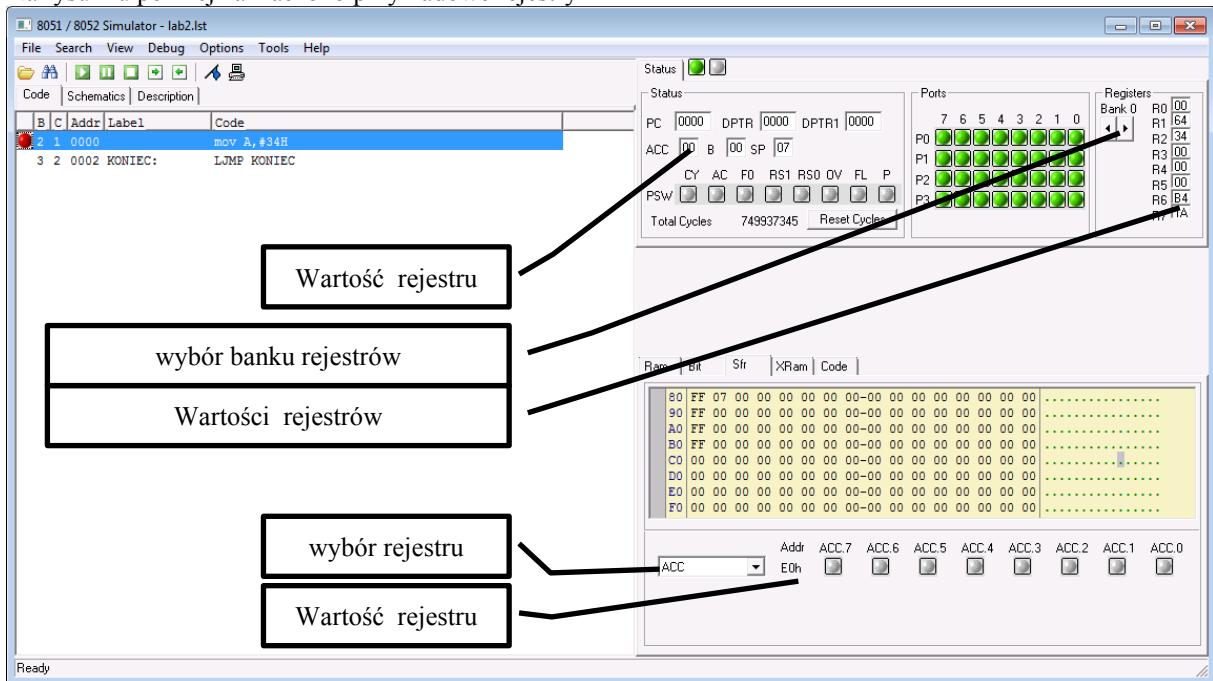 8051 / 8052 Simulator - lab2.lst
File Search View Debug Options Tools Help
Code Schematics Description
B C Addr Label Code
2 1 0000 mov A,#34H
3 2 0002 KONIEC: LJMP KONIEC
Status
Status
PC 0000 DPTR 0000 DPTR1 0000
ACC 00 B 00 SP 07
CY AC F0 RS1 RS0 OV FL P
PSW
Total Cycles 749937345 Reset Cycles
Ports
7 6 5 4 3 2 1 0
P0
P1
P2
P3
Registers
Bank 0
R0 00
R1 64
R2 34
R3 00
R4 00
R5 00
R6 B4
Wartość rejestru
wybór banku rejestrów
Wartości rejestrów
wybór rejestru
Wartość rejestru
Ram Bit Sfr XRam Code
80 FF 07 00 00 00 00 00 00-00 00 00 00 00 00 00 00 ................
90 FF 00 00 00 00 00 00 00-00 00 00 00 00 00 00 00 ................
A0 FF 00 00 00 00 00 00 00-00 00 00 00 00 00 00 00 ................
B0 FF 00 00 00 00 00 00 00-00 00 00 00 00 00 00 00 ................
C0 00 00 00 00 00 00 00 00-00 00 00 00 00 00 00 00 ................
D0 00 00 00 00 00 00 00 00-00 00 00 00 00 00 00 00 ................
E0 00 00 00 00 00 00 00 00-00 00 00 00 00 00 00 00 ................
F0 00 00 00 00 00 00 00 00-00 00 00 00 00 00 00 00 ................
Addr ACC.7 ACC.6 ACC.5 ACC.4 ACC.3 ACC.2 ACC.1 ACC.0
ACC E0h
Ready